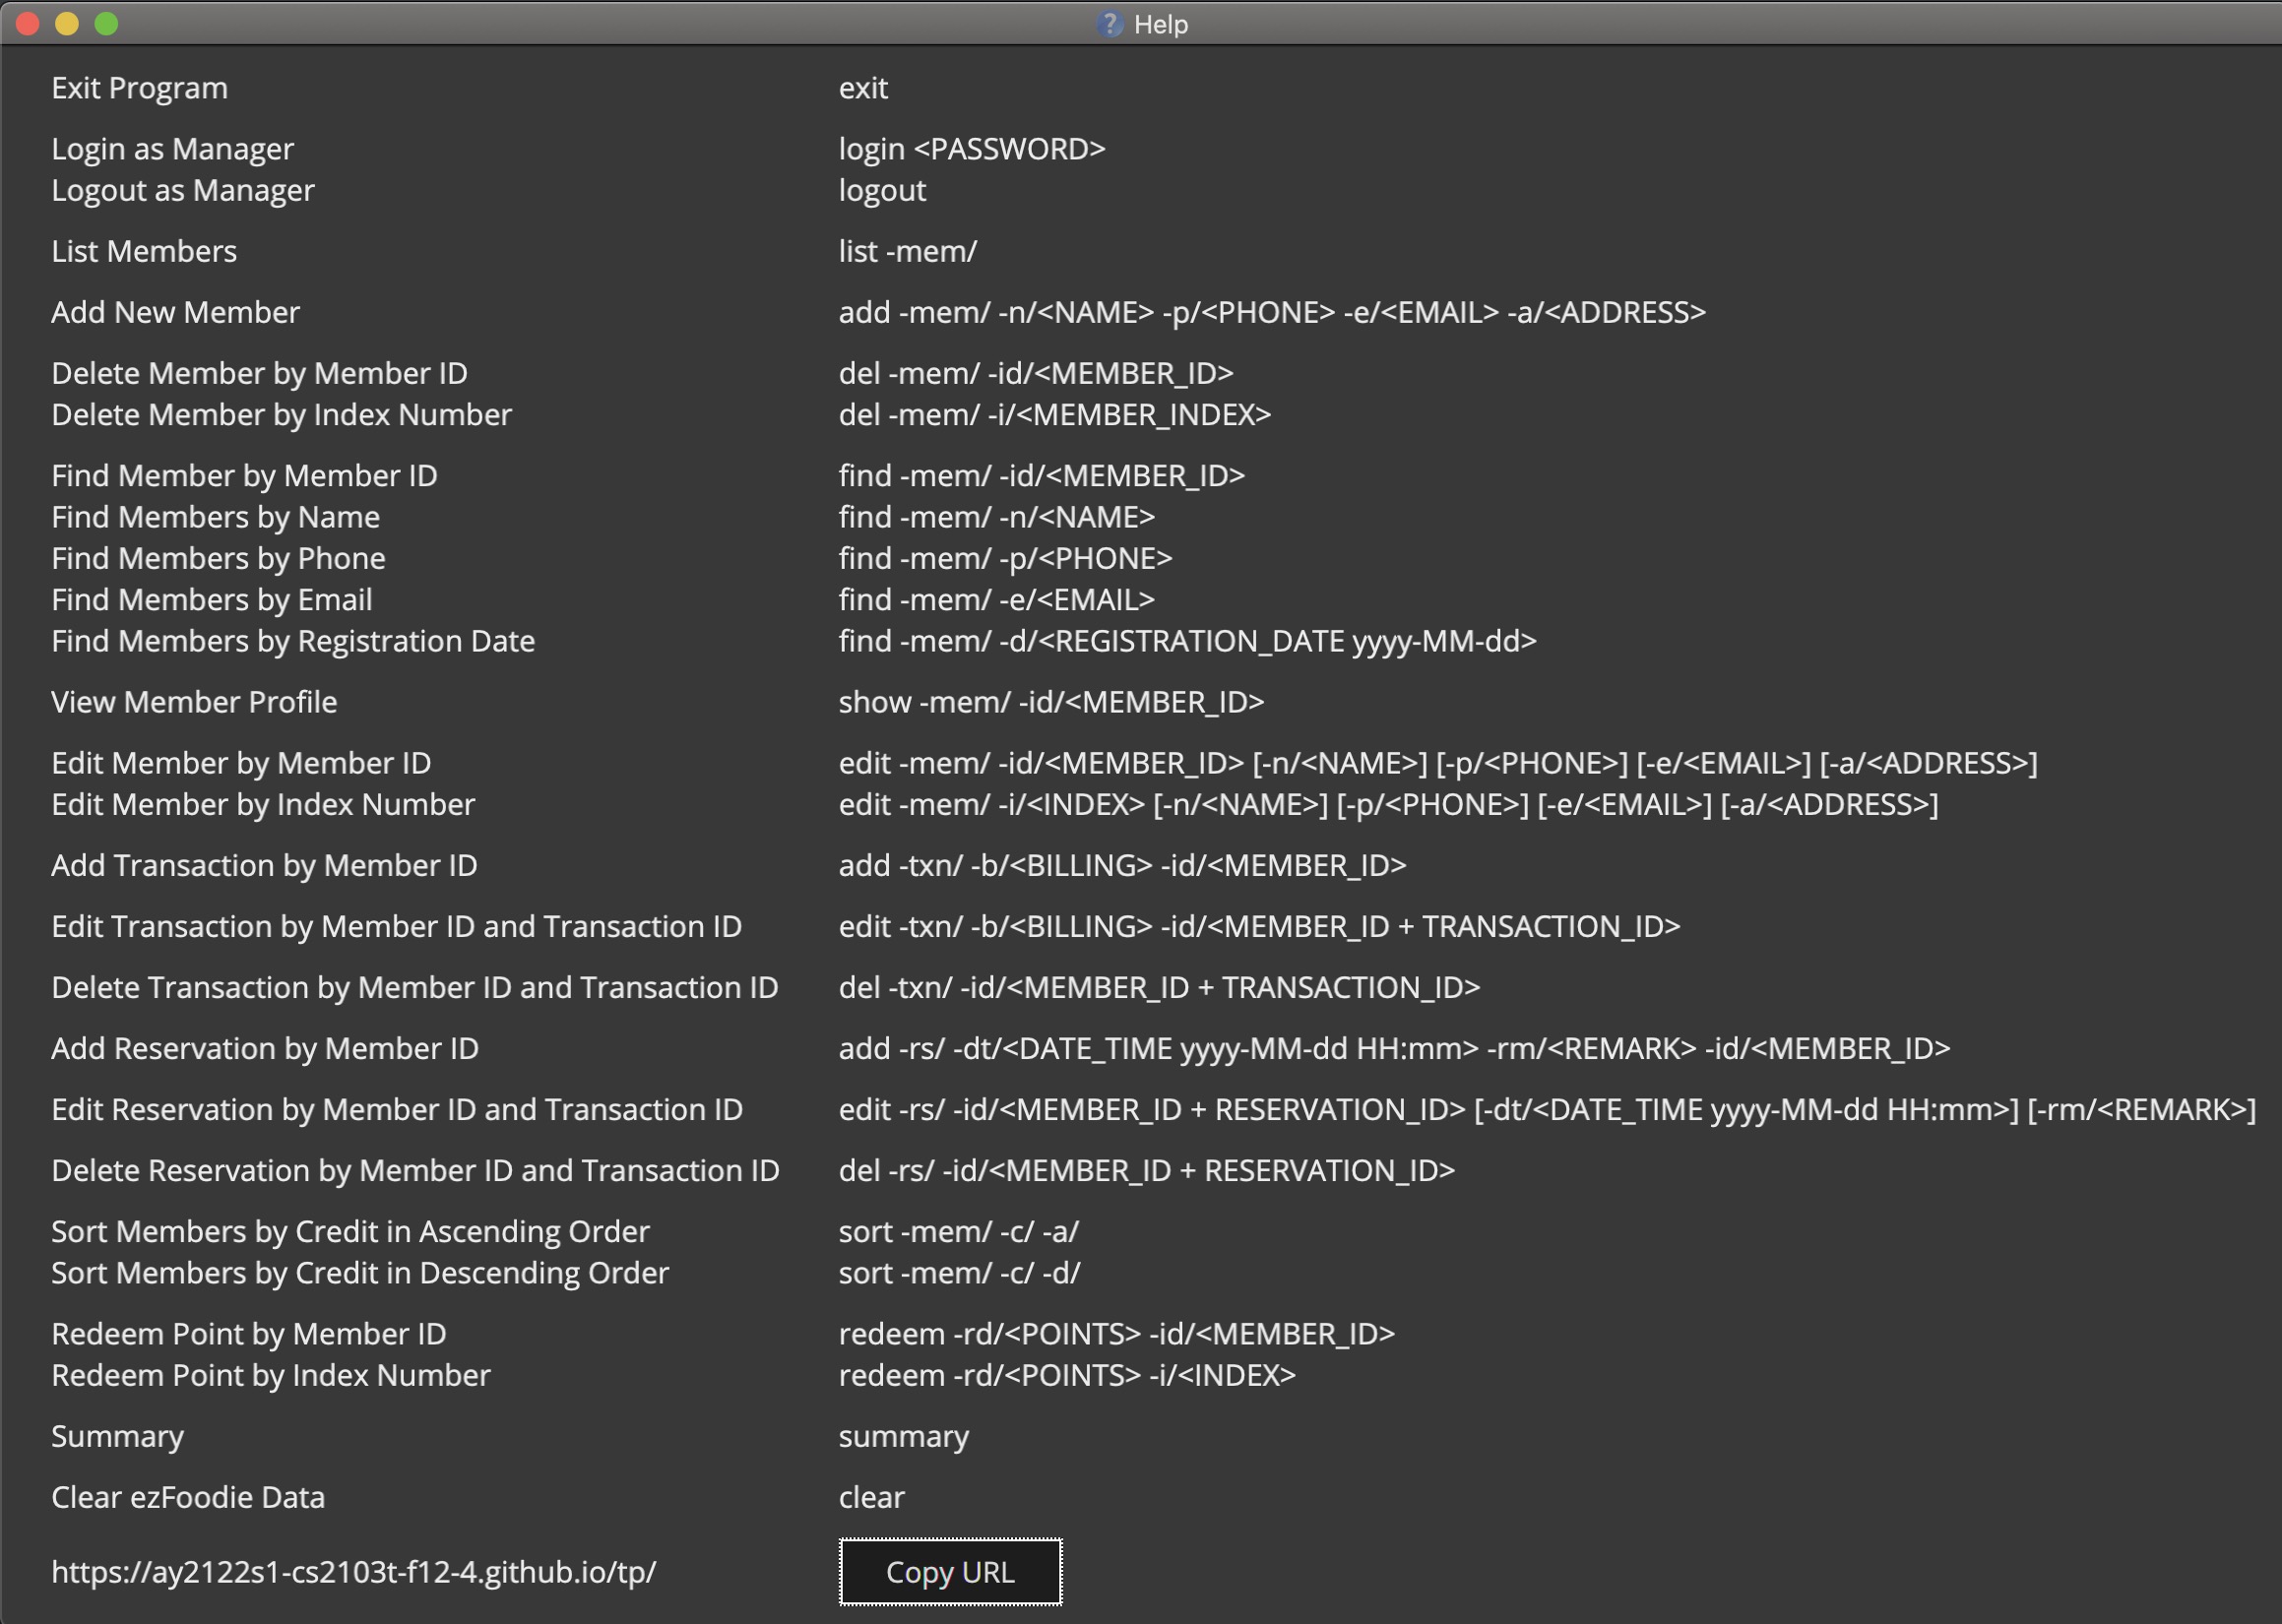 Help
Exit Program exit
Login as Manager login <PASSWORD>
Logout as Manager logout
List Members list -mem/
Add New Member add -mem/ -n/<NAME> -p/<PHONE> -e/<EMAIL> -a/<ADDRESS>
Delete Member by Member ID del -mem/ -id/<MEMBER_ID>
Delete Member by Index Number del -mem/ -i/<MEMBER_INDEX>
Find Member by Member ID find -mem/ -id/<MEMBER_ID>
Find Members by Name find -mem/ -n/<NAME>
Find Members by Phone find -mem/ -p/<PHONE>
Find Members by Email find -mem/ -e/<EMAIL>
Find Members by Registration Date find -mem/ -d/<REGISTRATION_DATE yyyy-MM-dd>
View Member Profile show -mem/ -id/<MEMBER_ID>
Edit Member by Member ID edit -mem/ -id/<MEMBER_ID> [-n/<NAME>] [-p/<PHONE>] [-e/<EMAIL>] [-a/<ADDRESS>]
Edit Member by Index Number edit -mem/ -i/<INDEX> [-n/<NAME>] [-p/<PHONE>] [-e/<EMAIL>] [-a/<ADDRESS>]
Add Transaction by Member ID add -txn/ -b/<BILLING> -id/<MEMBER_ID>
Edit Transaction by Member ID and Transaction ID edit -txn/ -b/<BILLING> -id/<MEMBER_ID + TRANSACTION_ID>
Delete Transaction by Member ID and Transaction ID del -txn/ -id/<MEMBER_ID + TRANSACTION_ID>
Add Reservation by Member ID add -rs/ -dt/<DATE_TIME yyyy-MM-dd HH:mm> -rm/<REMARK> -id/<MEMBER_ID>
Edit Reservation by Member ID and Transaction ID edit -rs/ -id/<MEMBER_ID + RESERVATION_ID> [-dt/<DATE_TIME yyyy-MM-dd HH:mm>] [-rm/<REMARK>]
Delete Reservation by Member ID and Transaction ID del -rs/ -id/<MEMBER_ID + RESERVATION_ID>
Sort Members by Credit in Ascending Order sort -mem/ -c/ -a/
Sort Members by Credit in Descending Order sort -mem/ -c/ -d/
Redeem Point by Member ID redeem -rd/<POINTS> -id/<MEMBER_ID>
Redeem Point by Index Number redeem -rd/<POINTS> -i/<INDEX>
Summary summary
Clear ezFoodie Data clear
https://ay2122s1-cs2103t-f12-4.github.io/tp/ Copy URL